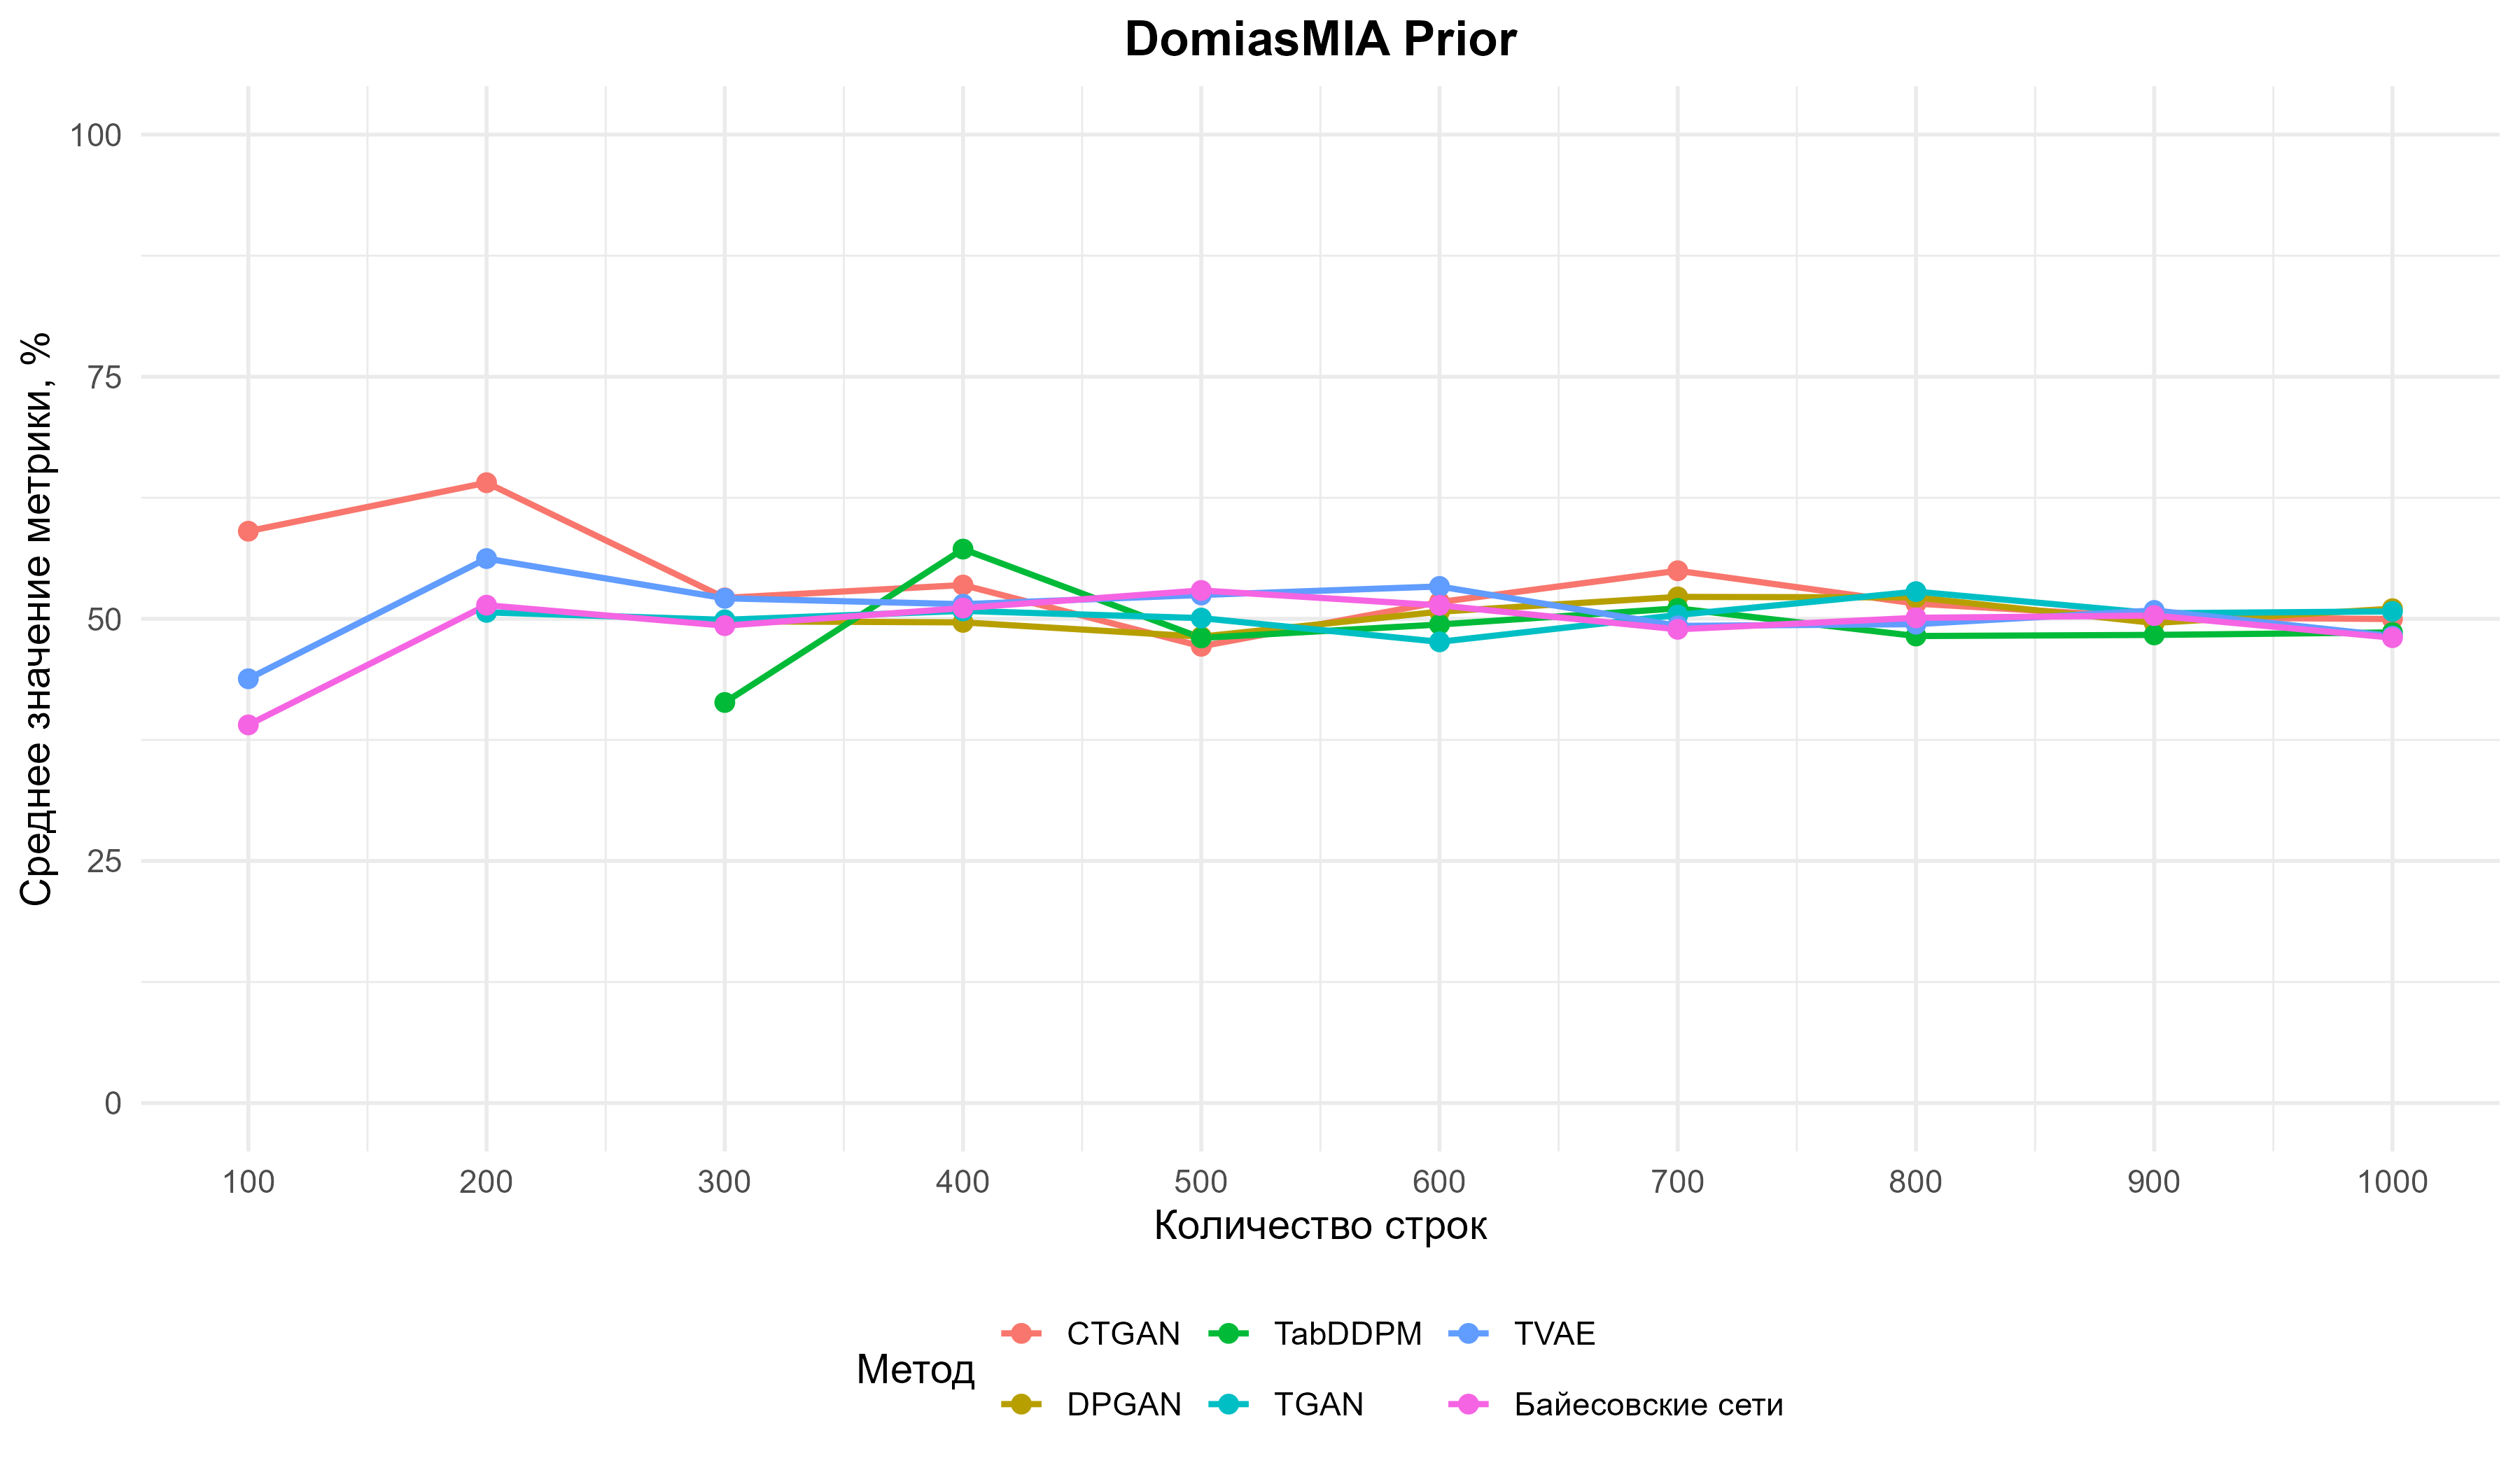 DomiasMIA Prior
Среднее значение метрики, %
100
75
50
25
0
100 200 300 400 500 600 700 800 900 1000
Количество строк
Метод
CTGAN TabDDPM TVAE
DPGAN TGAN Байесовские сети